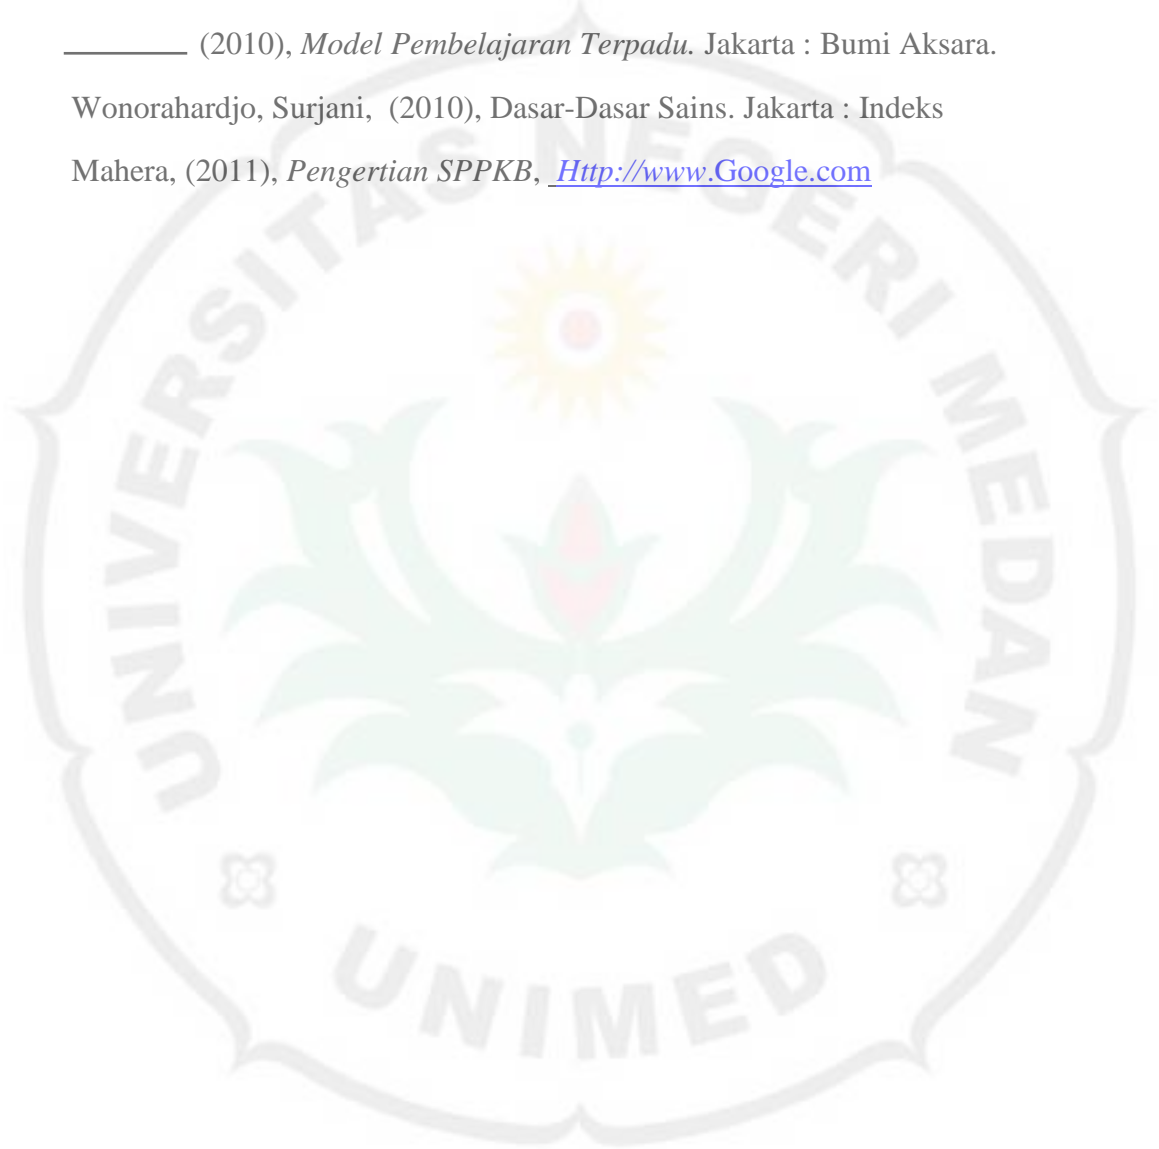 ________ (2010), Model Pembelajaran Terpadu. Jakarta : Bumi Aksara.
Wonorahardjo, Surjani, (2010), Dasar-Dasar Sains. Jakarta : Indeks
Mahera, (2011), Pengertian SPPKB, Http://www.Google.com
UNIVERSITAS NEGERI MEDAN
UNIMED